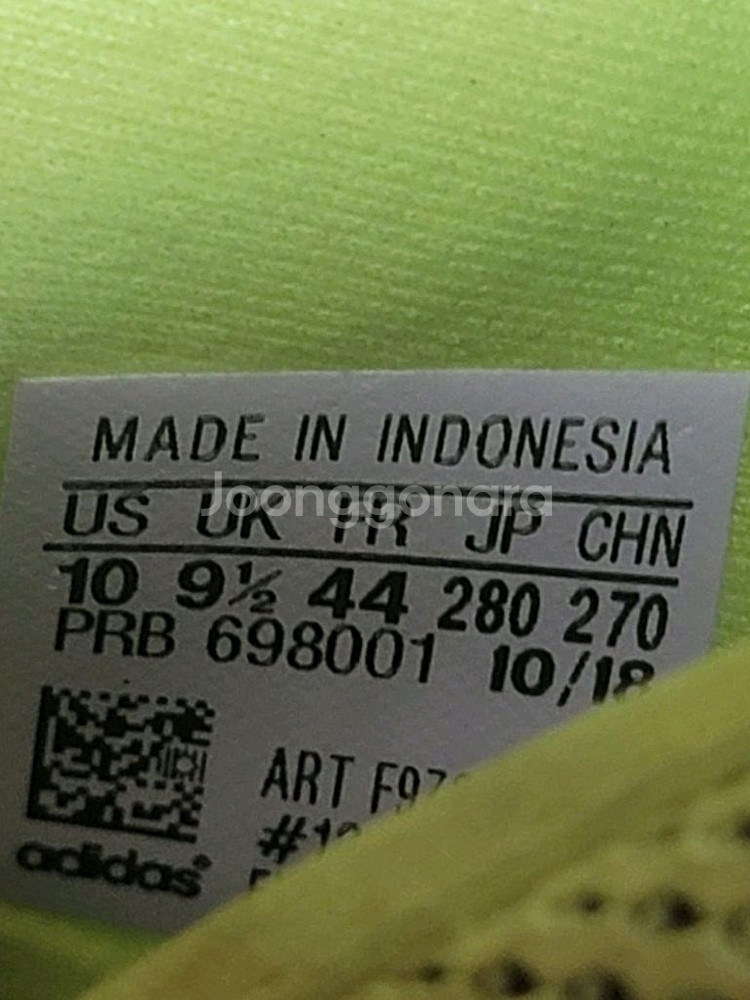 MADE IN INDONESIA
Joonggonara
US UK FR JP CHN
10 9½ 44 280 270
PRB 698001 10/18
ART
adidas®